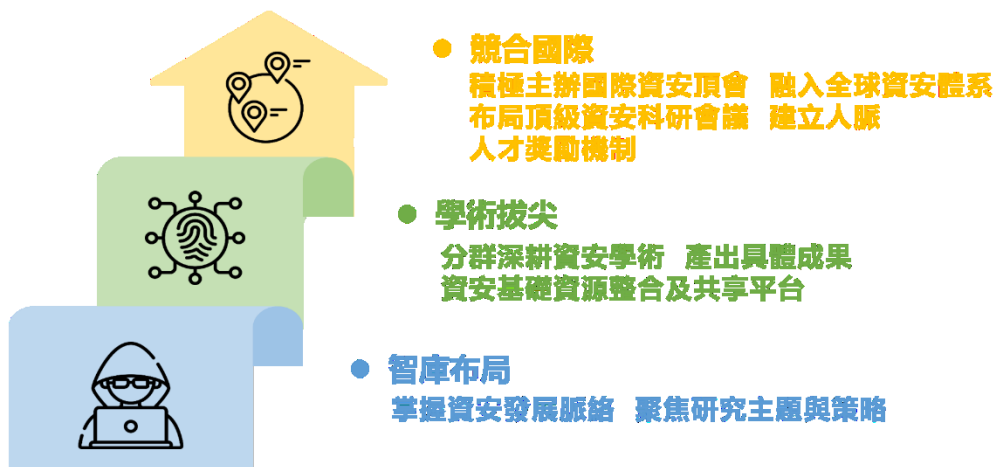 ● 競合國際
積極主辦國際資安頂會 融入全球資安體系
布局頂級資安科研會議 建立人脈
人才奬勵機制
● 學術拔尖
分群深耕資安學術 產出具體成果
資安基礎資源整合及共享平台
● 智庫布局
掌握資安發展脈絡 聚焦研究主題與策略